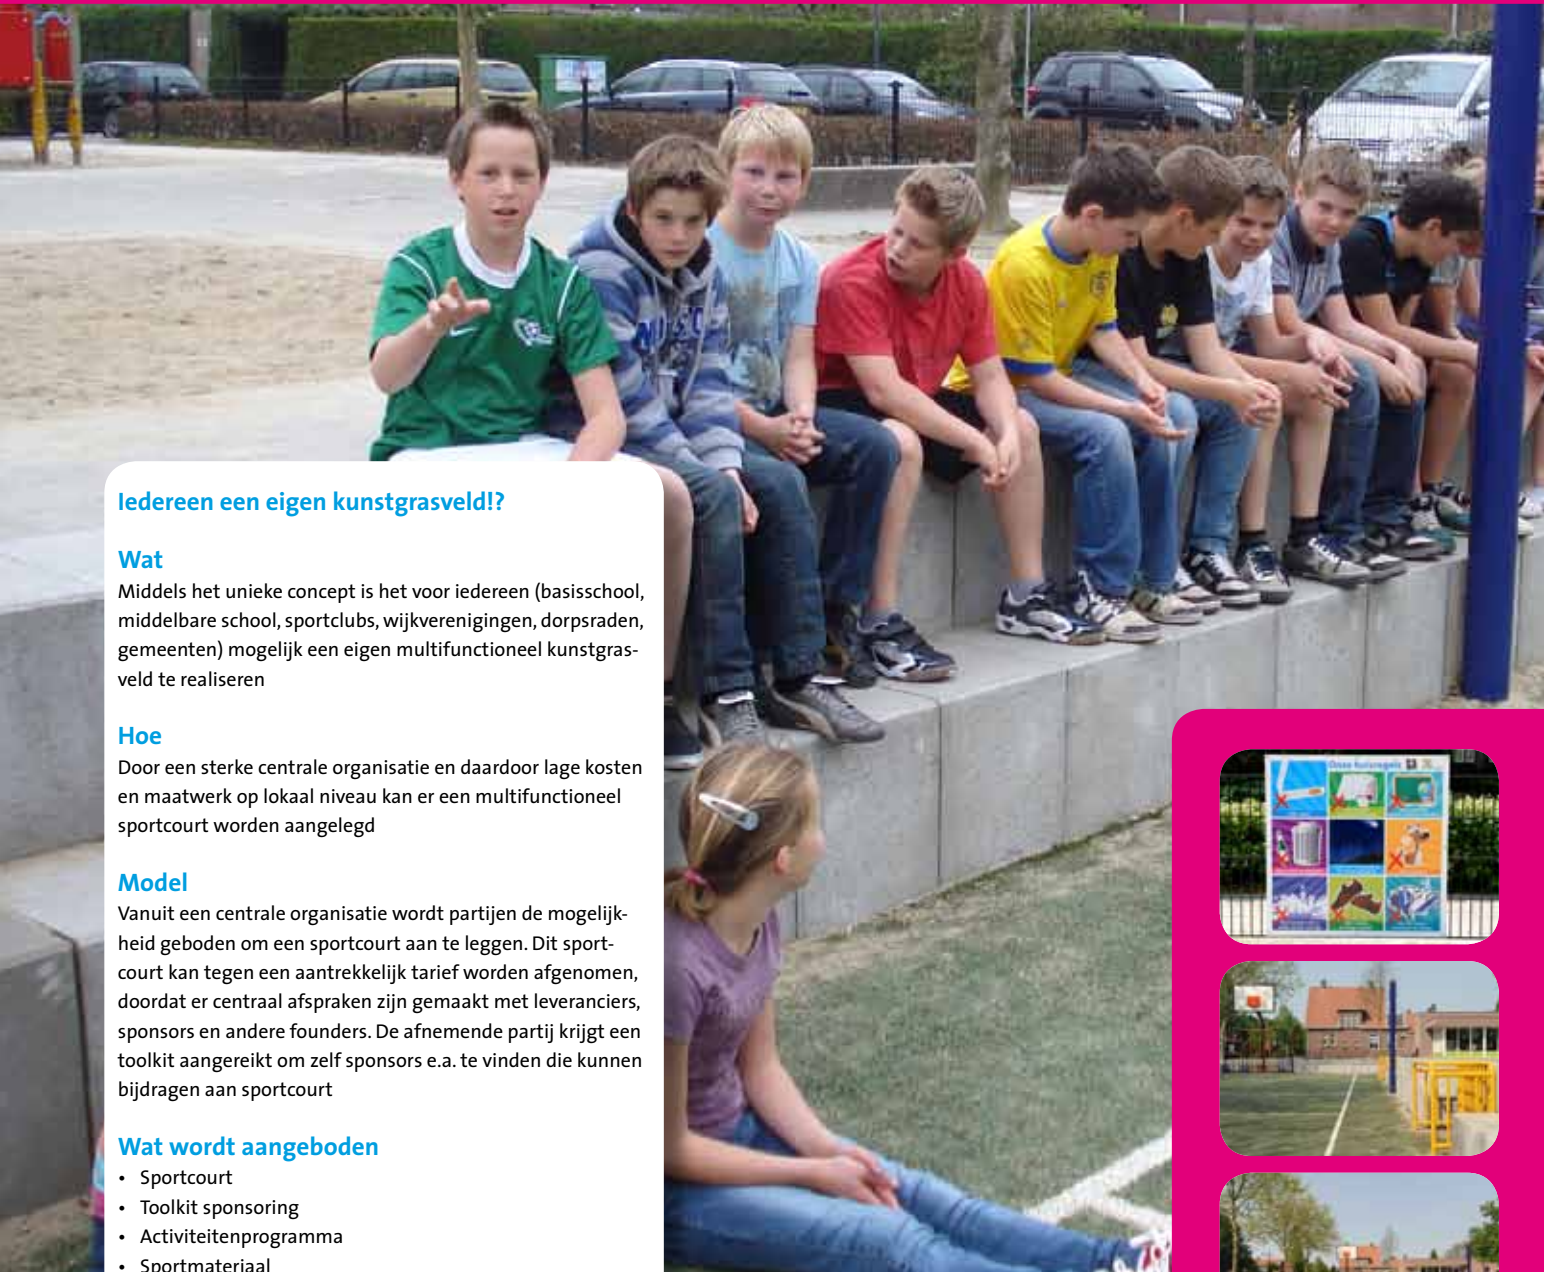 Iedereen een eigen kunstgrasveld!?
Wat
Middels het unieke concept is het voor iedereen (basisschool,
middelbare school, sportclubs, wijkverenigingen, dorpsraden,
gemeenten) mogelijk een eigen multifunctioneel kunstgras-
veld te realiseren
Hoe
Door een sterke centrale organisatie en daardoor lage kosten
en maatwerk op lokaal niveau kan er een multifunctioneel
sportcourt worden aangelegd
Model
Vanuit een centrale organisatie wordt partijen de mogelijk-
heid geboden om een sportcourt aan te leggen. Dit sport-
court kan tegen een aantrekkelijk tarief worden afgenomen,
doordat er centraal afspraken zijn gemaakt met leveranciers,
sponsors en andere founders. De afnemende partij krijgt een
toolkit aangereikt om zelf sponsors e.a. te vinden die kunnen
bijdragen aan sportcourt
Wat wordt aangeboden
• Sportcourt
• Toolkit sponsoring
• Activiteitenprogramma
• Sportmateriaal
Onze huisregels